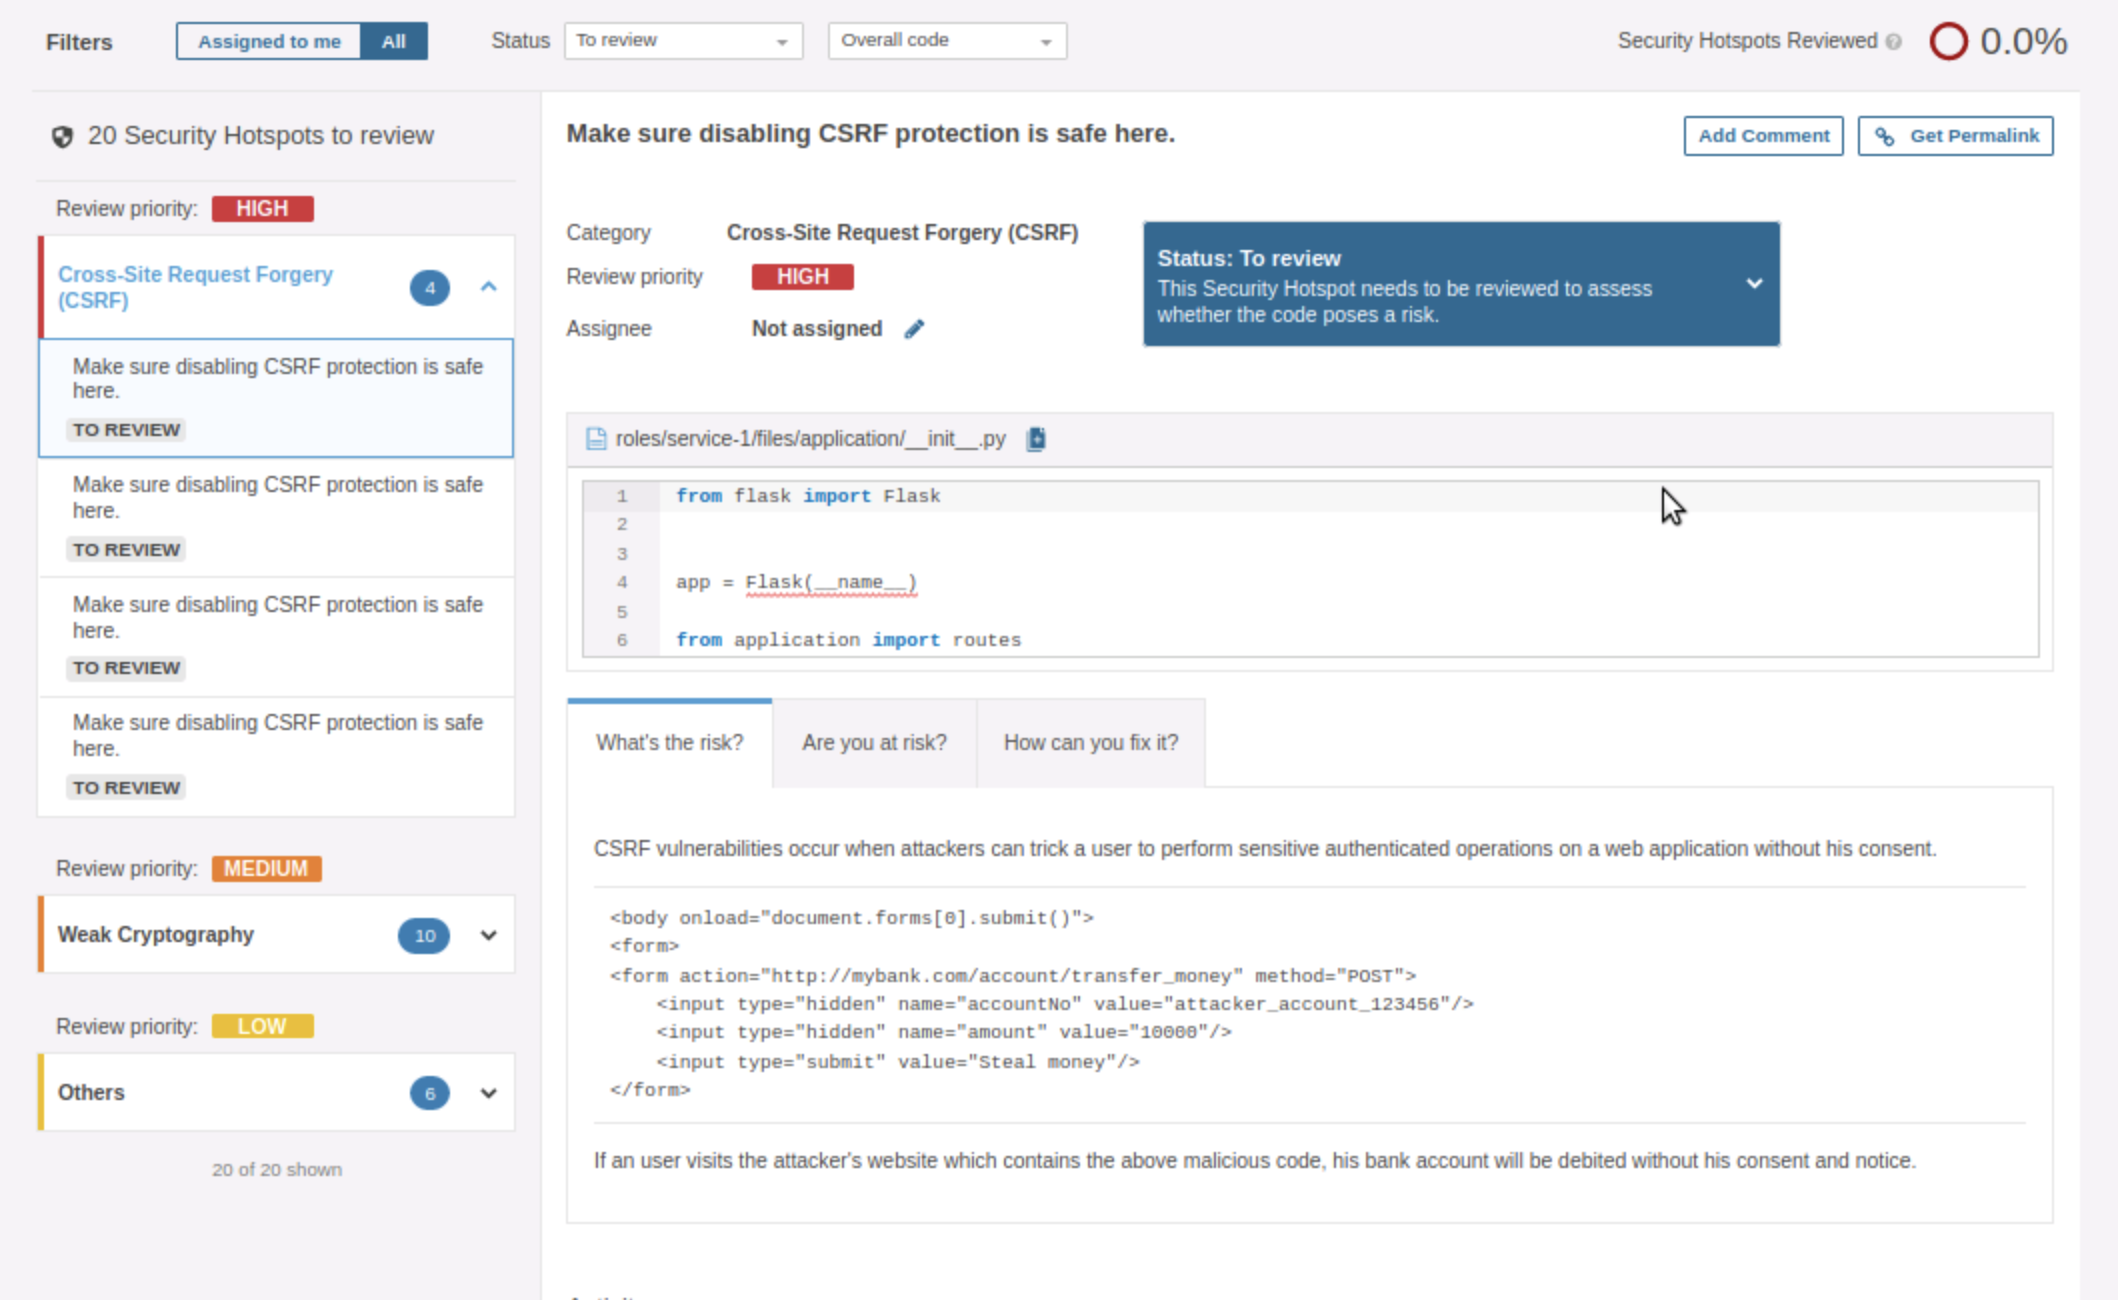 Filters
Assigned to me
All
Status
To review
Overall code
Security Hotspots Reviewed
0.0%
20 Security Hotspots to review
Review priority: HIGH
Cross-Site Request Forgery
(CSRF)
4
Make sure disabling CSRF protection is safe
here.
TO REVIEW
Make sure disabling CSRF protection is safe
here.
TO REVIEW
Make sure disabling CSRF protection is safe
here.
TO REVIEW
Make sure disabling CSRF protection is safe
here.
TO REVIEW
Review priority: MEDIUM
Weak Cryptography
10
Review priority: LOW
Others
6
20 of 20 shown
Make sure disabling CSRF protection is safe here.
Add Comment
Get Permalink
Category Cross-Site Request Forgery (CSRF)
Review priority HIGH
Assignee Not assigned
Status: To review
This Security Hotspot needs to be reviewed to assess
whether the code poses a risk.
roles/service-1/files/application/__init__.py
1 from flask import Flask
2
3
4 app = Flask(__name__)
5
6 from application import routes
What's the risk?
Are you at risk?
How can you fix it?
CSRF vulnerabilities occur when attackers can trick a user to perform sensitive authenticated operations on a web application without his consent.
<body onload="document.forms[0].submit()">
<form>
<form action="http://mybank.com/account/transfer_money" method="POST">
    <input type="hidden" name="accountNo" value="attacker_account_123456"/>
    <input type="hidden" name="amount" value="10000"/>
    <input type="submit" value="Steal money"/>
</form>
If an user visits the attacker's website which contains the above malicious code, his bank account will be debited without his consent and notice.